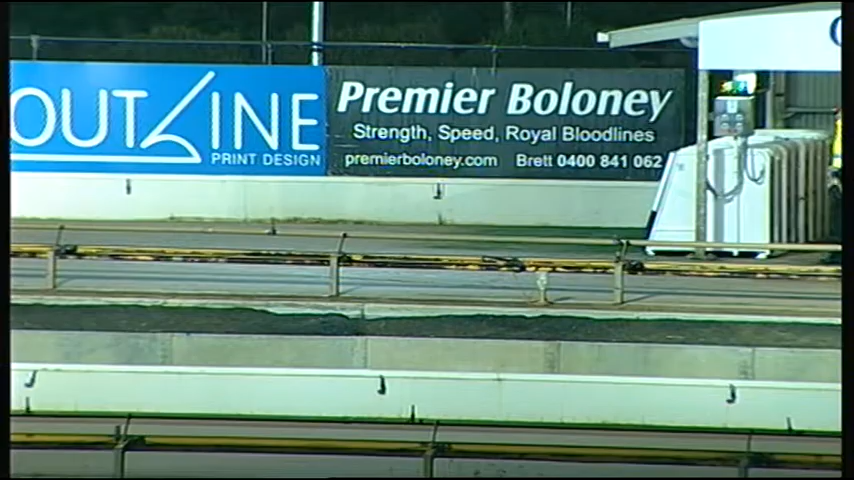 OUTLINE
PRINT DESIGN
Premier Boloney
Strength, Speed, Royal Bloodlines
premierboloney.com Brett 0400 841 062